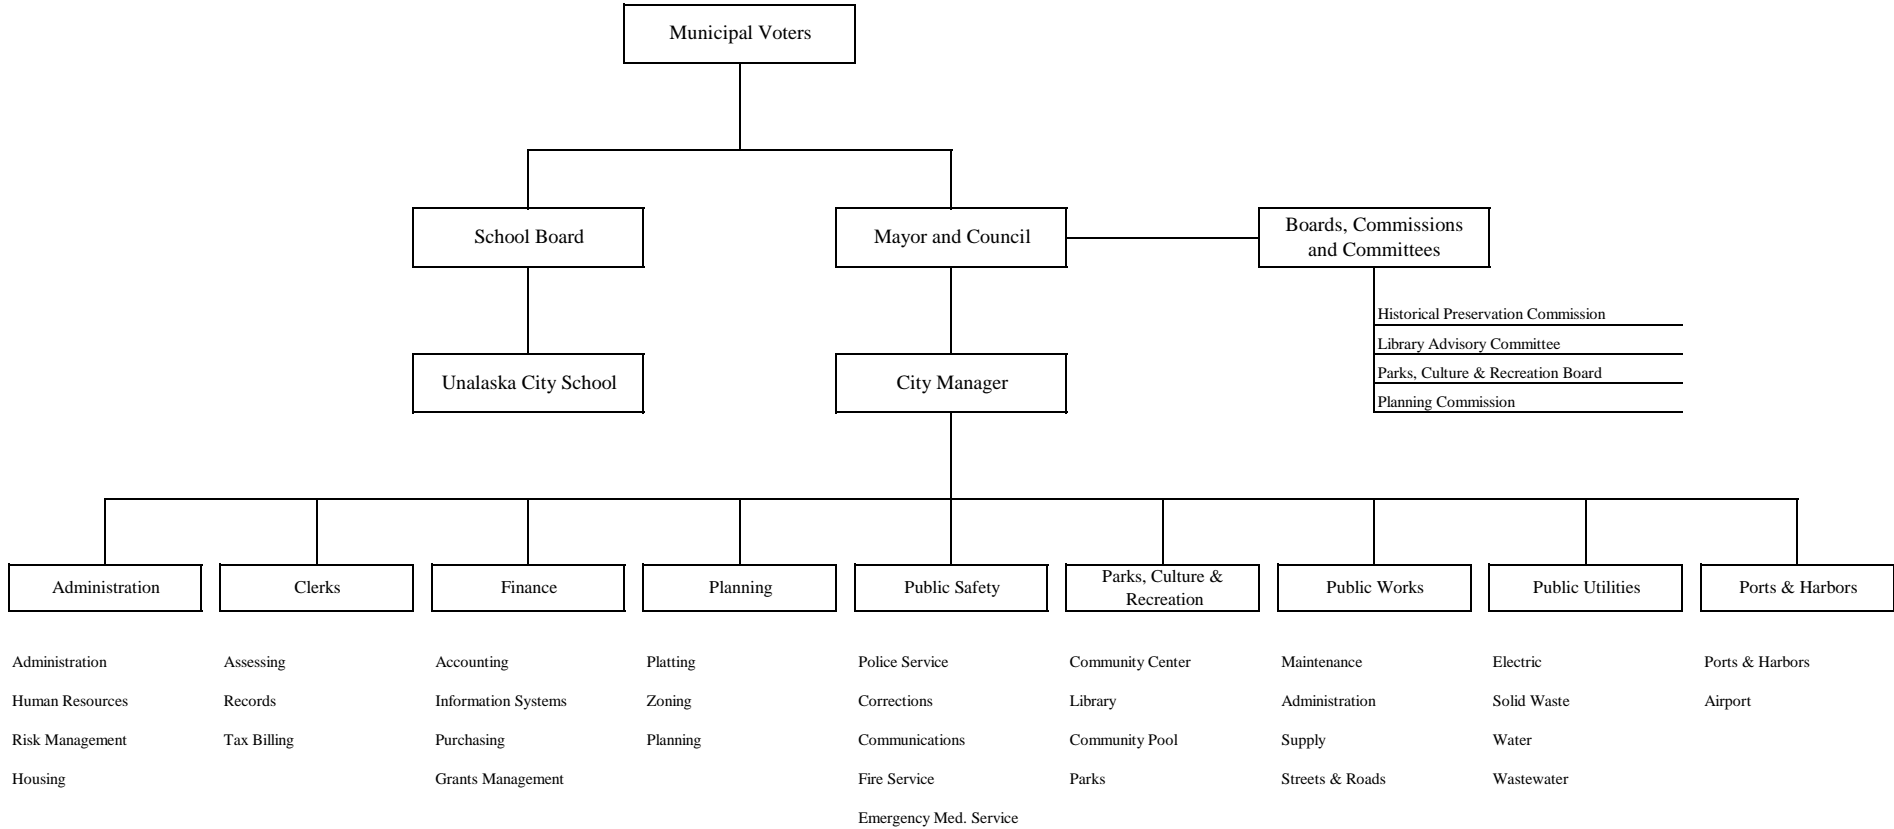 Municipal Voters
School Board
Mayor and Council
Boards, Commissions
and Committees
Historical Preservation Commission
Library Advisory Committee
Parks, Culture & Recreation Board
Planning Commission
Unalaska City School
City Manager
Administration
Clerks
Finance
Planning
Public Safety
Parks, Culture &
Recreation
Public Works
Public Utilities
Ports & Harbors
Administration
Human Resources
Risk Management
Housing
Assessing
Records
Tax Billing
Accounting
Information Systems
Purchasing
Grants Management
Platting
Zoning
Planning
Police Service
Corrections
Communications
Fire Service
Emergency Med. Service
Community Center
Library
Community Pool
Parks
Maintenance
Administration
Supply
Streets & Roads
Electric
Solid Waste
Water
Wastewater
Ports & Harbors
Airport